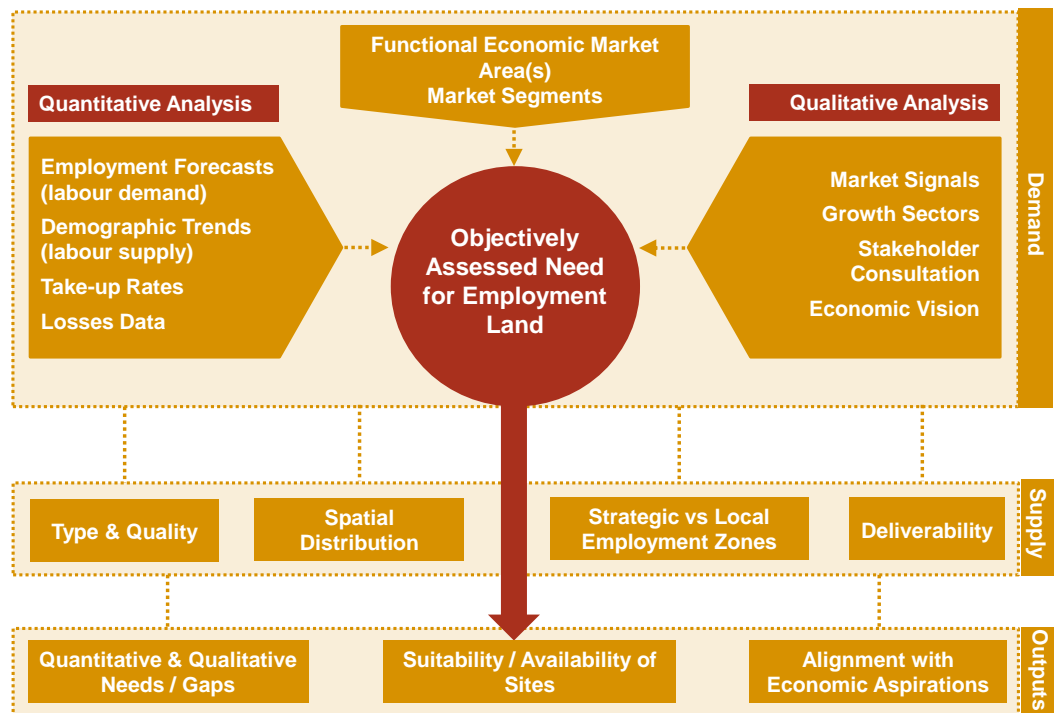 Functional Economic Market
Area(s)
Market Segments
Quantitative Analysis
Qualitative Analysis
Employment Forecasts
(labour demand)
Demographic Trends
(labour supply)
Take-up Rates
Losses Data
Objectively
Assessed Need
for Employment
Land
Market Signals
Growth Sectors
Stakeholder
Consultation
Economic Vision
Demand
Type & Quality
Spatial
Distribution
Strategic vs Local
Employment Zones
Deliverability
Supply
Quantitative & Qualitative
Needs / Gaps
Suitability / Availability of
Sites
Alignment with
Economic Aspirations
Outputs